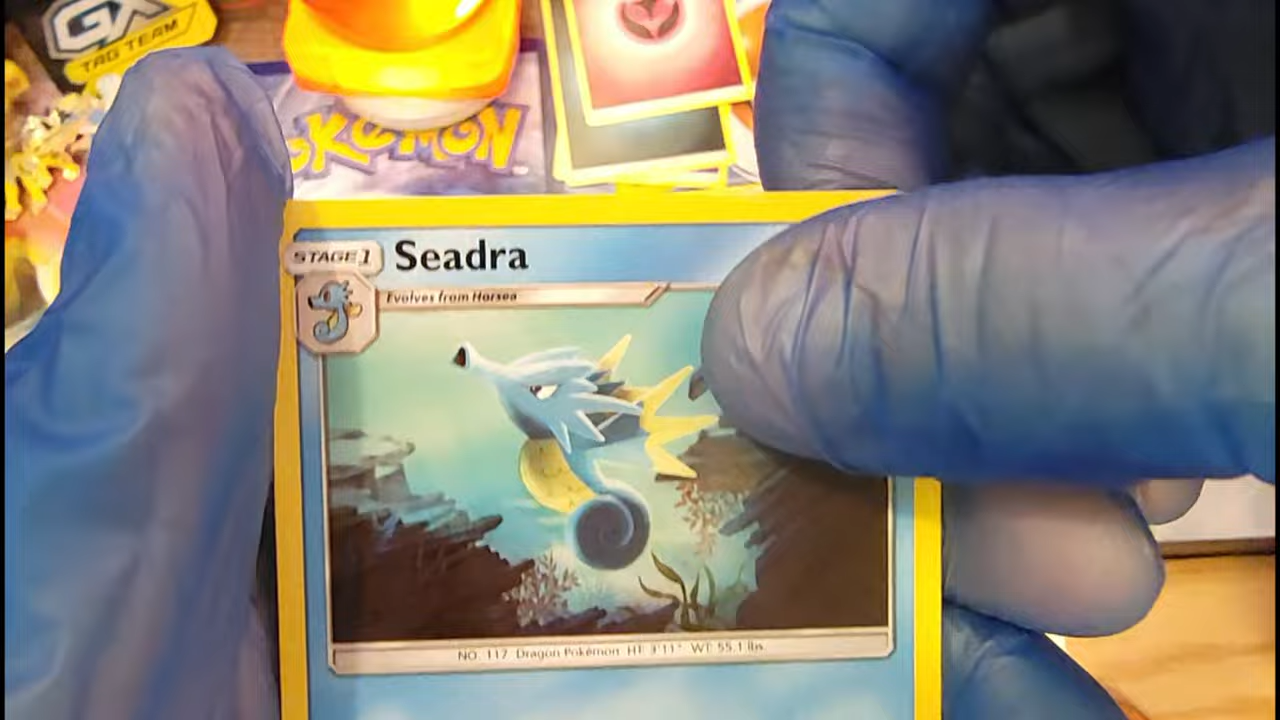 GX
TAG TEAM
POKÉMON
STAGE 1
Seadra
Evolves from Horsea
NO. 117 Dragon Pokémon HT: 3'11" WT: 55.1 lbs.